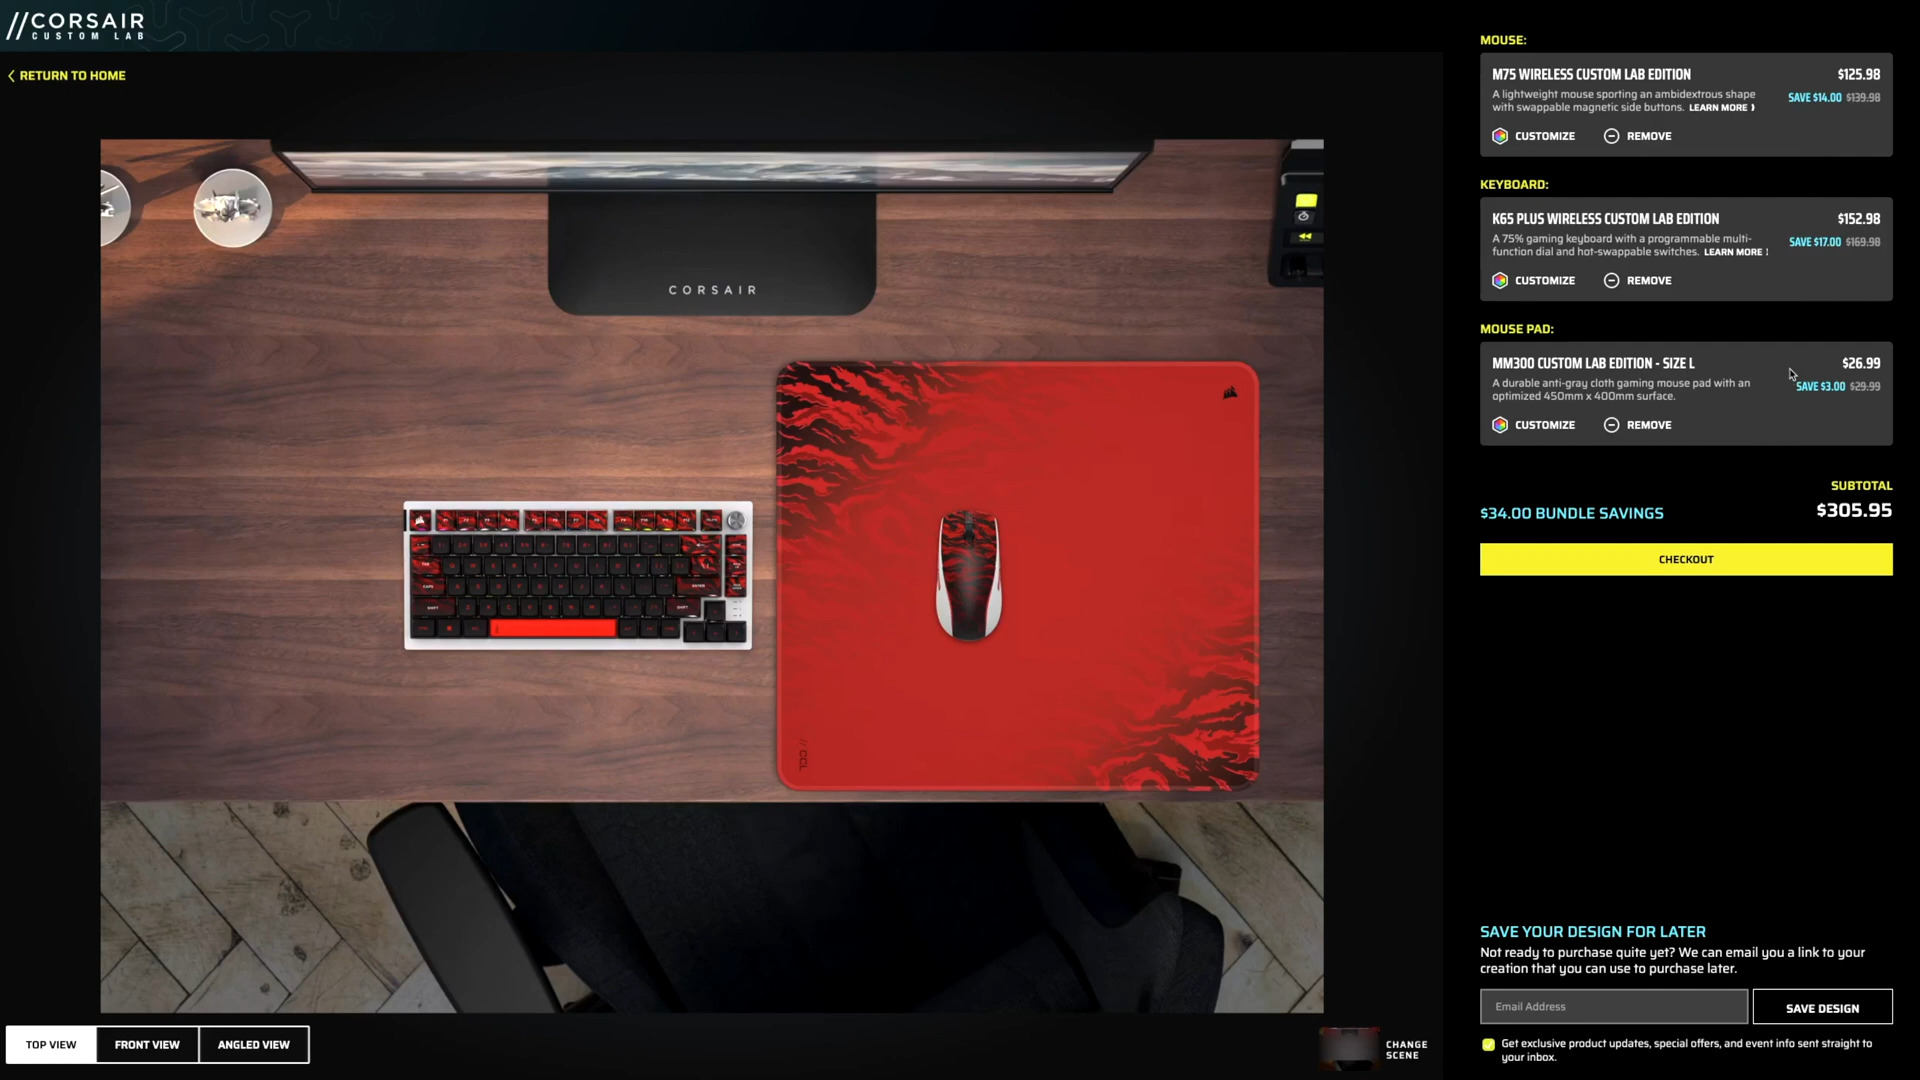 //CORSAIR
CUSTOM LAB
RETURN TO HOME
CORSAIR
// CCL
TAB
CAPS
ENTER
SHIFT
SHIFT
TOP VIEW
FRONT VIEW
ANGLED VIEW
CHANGE
SCENE
MOUSE:
M75 WIRELESS CUSTOM LAB EDITION
$125.98
A lightweight mouse sporting an ambidextrous shape
SAVE $14.00 $139.98
with swappable magnetic side buttons. LEARN MORE
CUSTOMIZE
REMOVE
KEYBOARD:
K65 PLUS WIRELESS CUSTOM LAB EDITION
$152.98
A 75% gaming keyboard with a programmable multi-
SAVE $17.00 $169.98
function dial and hot-swappable switches. LEARN MORE
CUSTOMIZE
REMOVE
MOUSE PAD:
MM300 CUSTOM LAB EDITION - SIZE L
$26.99
A durable anti-gray cloth gaming mouse pad with an
SAVE $3.00 $29.99
optimized 450mm x 400mm surface.
CUSTOMIZE
REMOVE
SUBTOTAL
$34.00 BUNDLE SAVINGS
$305.95
CHECKOUT
SAVE YOUR DESIGN FOR LATER
Not ready to purchase quite yet? We can email you a link to your
creation that you can use to purchase later.
Email Address
SAVE DESIGN
Get exclusive product updates, special offers, and event info sent straight to
your inbox.